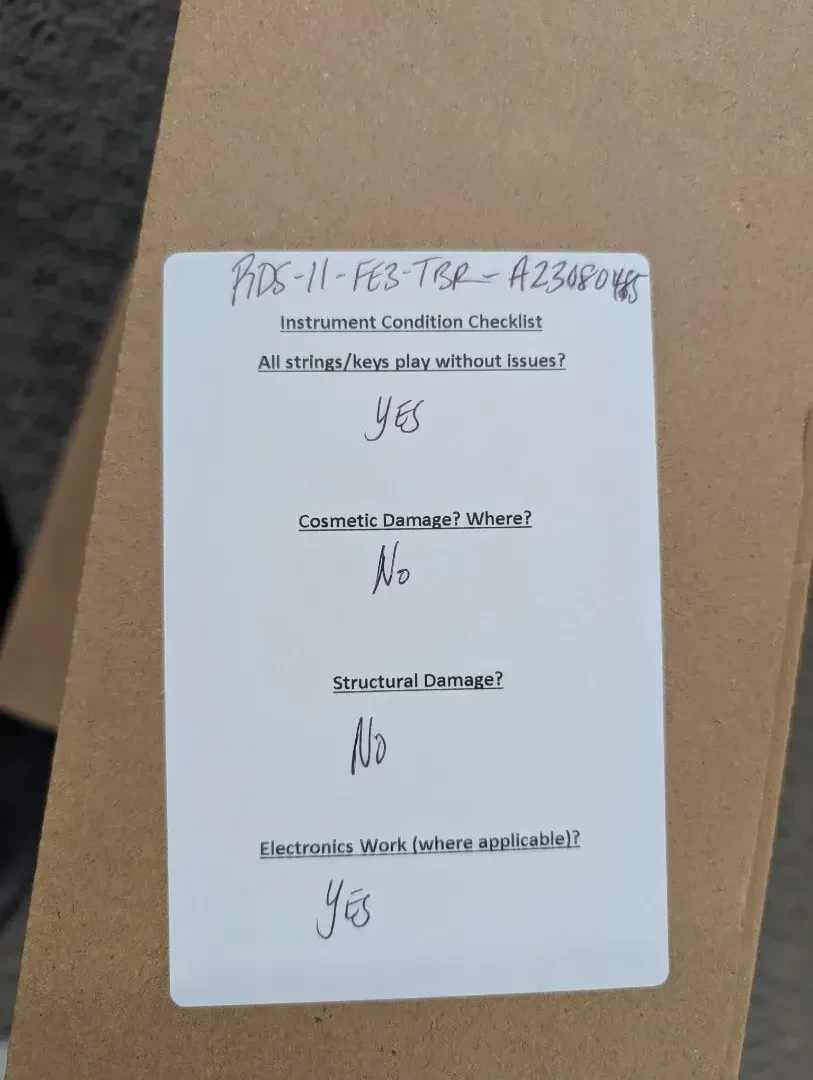 RDS-11-FE3-TBR-A23080485
Instrument Condition Checklist
All strings/keys play without issues?
YES
Cosmetic Damage? Where?
No
Structural Damage?
No
Electronics Work (where applicable)?
YES